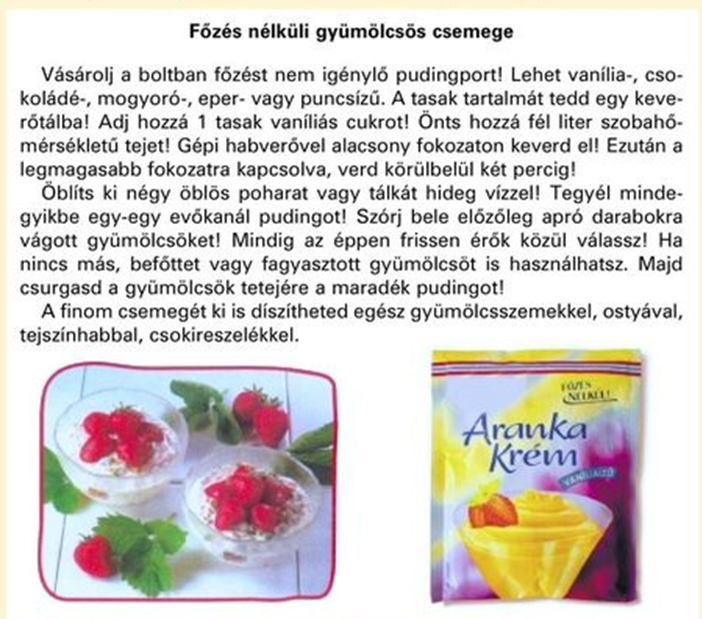 Főzés nélküli gyümölcsös csemege
Vásárolj a boltban főzést nem igénylő pudingport! Lehet vanília-, cso-
koládé-, mogyoró-, eper- vagy puncsízű. A tasak tartalmát tedd egy keve-
rőtálba! Adj hozzá 1 tasak vaníliás cukrot! Önts hozzá fél liter szobahő-
mérsékletű tejet! Gépi habverővel alacsony fokozaton keverd el! Ezután a
legmagasabb fokozatra kapcsolva, verd körülbelül két percig!
Öblíts ki négy öblös poharat vagy tálkát hideg vízzel! Tegyél minde-
gyikbe egy-egy evőkanál pudingot! Szórj bele előzőleg apró darabokra
vágott gyümölcsöket! Mindig az éppen frissen érők közül válassz! Ha
nincs más, befőttet vagy fagyasztott gyümölcsöt is használhatsz. Majd
csurgasd a gyümölcsök tetejére a maradék pudingot!
A finom csemegét ki is díszítheted egész gyümölcsszemekkel, ostyával,
tejszínhabbal, csokireszelékkel.
FŐZÉS
NÉLKÜL!
Aranka
Krém
VANÍLIAÍZŰ